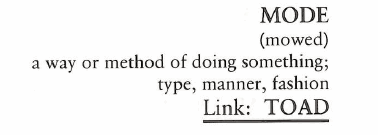 MODE
(mowed)
a way or method of doing something;
type, manner, fashion
Link: TOAD